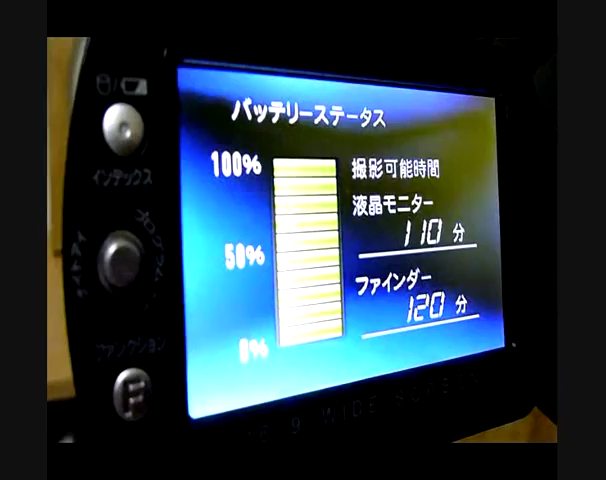 バッテリーステータス
100%
撮影可能時間
液晶モニター
110 分
50%
ファインダー
120 分
0%
インデックス
ファンクション
16:9 WIDE